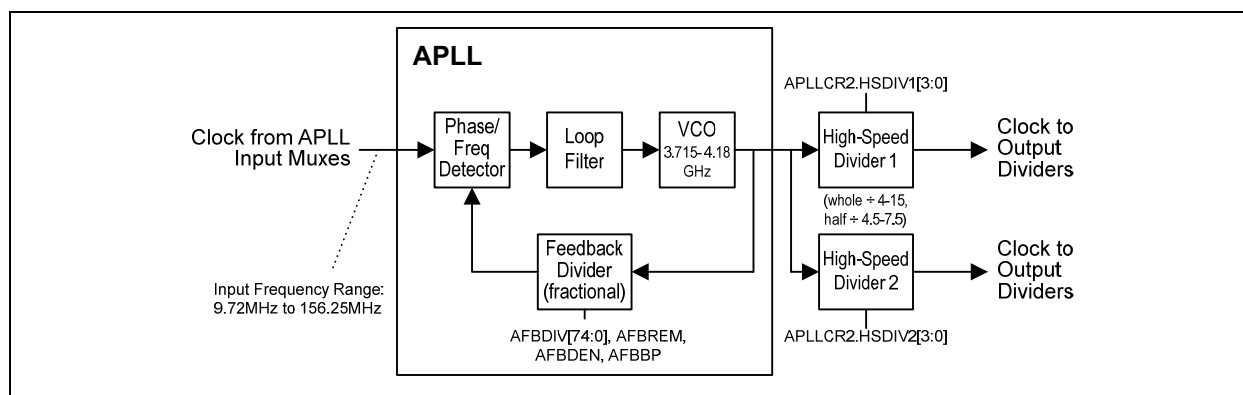 APLL
APLLCR2.HSDIV1[3:0]
Clock from APLL
Input Muxes
Phase/
Freq
Detector
Loop
Filter
VCO
3.715- 4.18
GHz
High-Speed
Divider 1
Clock to
Output
Dividers
(whole ÷ 4-15,
half ÷ 4.5-7.5)
Feedback
Divider
(fractional)
High-Speed
Divider 2
Clock to
Output
Dividers
Input Frequency Range:
9.72MHz to 156.25MHz
AFBDIV[74:0], AFBREM,
AFBDEN, AFBBP
APLLCR2.HSDIV2[3:0]